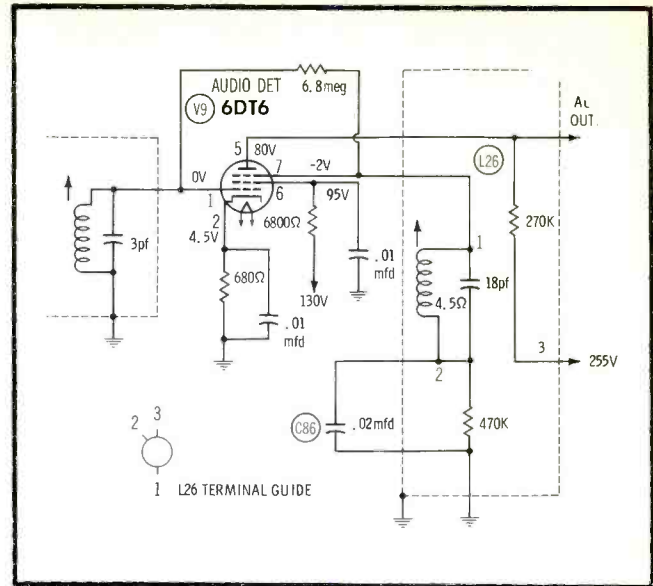 AUDIO DET
6.8meg
V9 6DT6
OUT.
5 80V
7 -2V
L26
0V
6 95V
1
2
4.5V
6800Ω
270K
3pf
1
680Ω
.01
mfd
18pf
4.5Ω
.01
mfd
130V
3 255V
2
C86 .02mfd
470K
3
2
1 L26 TERMINAL GUIDE